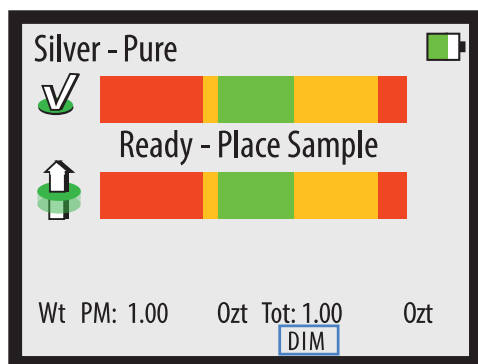 Silver - Pure
Ready - Place Sample
Wt PM: 1.00 Ozt Tot: 1.00 Ozt
DIM